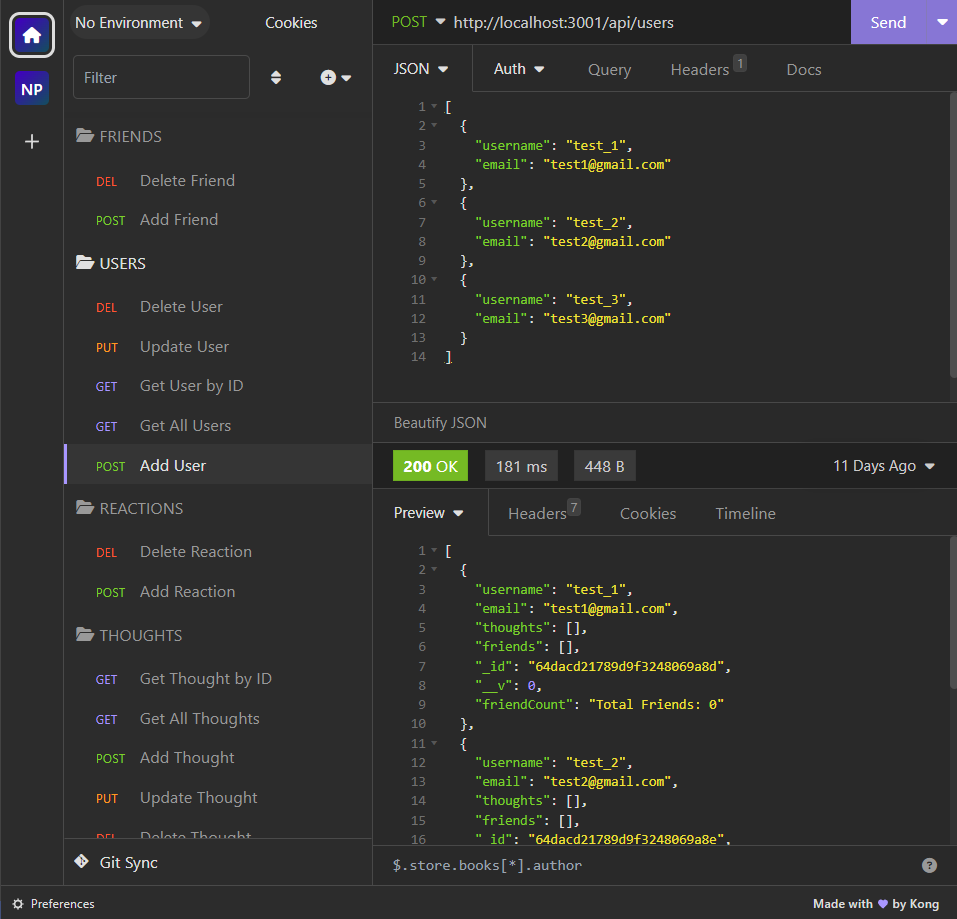 No Environment
Cookies
Filter
NP
FRIENDS
DEL Delete Friend
POST Add Friend
USERS
DEL Delete User
PUT Update User
GET Get User by ID
GET Get All Users
POST Add User
REACTIONS
DEL Delete Reaction
POST Add Reaction
THOUGHTS
GET Get Thought by ID
GET Get All Thoughts
POST Add Thought
PUT Update Thought
DEL Delete Thought
Git Sync
POST http://localhost:3001/api/users
Send
JSON Auth Query Headers 1 Docs
1 [
2 {
3 "username": "test_1",
4 "email": "test1@gmail.com"
5 },
6 {
7 "username": "test_2",
8 "email": "test2@gmail.com"
9 },
10 {
11 "username": "test_3",
12 "email": "test3@gmail.com"
13 }
14 ]
Beautify JSON
200 OK 181 ms 448 B 11 Days Ago
Preview Headers 7 Cookies Timeline
1 [
2 {
3 "username": "test_1",
4 "email": "test1@gmail.com",
5 "thoughts": [],
6 "friends": [],
7 "_id": "64dacd21789d9f3248069a8d",
8 "__v": 0,
9 "friendCount": "Total Friends: 0"
10 },
11 {
12 "username": "test_2",
13 "email": "test2@gmail.com",
14 "thoughts": [],
15 "friends": [],
16 "_id": "64dacd21789d9f3248069a8e",
$.store.books[*].author
?
Preferences
Made with by Kong